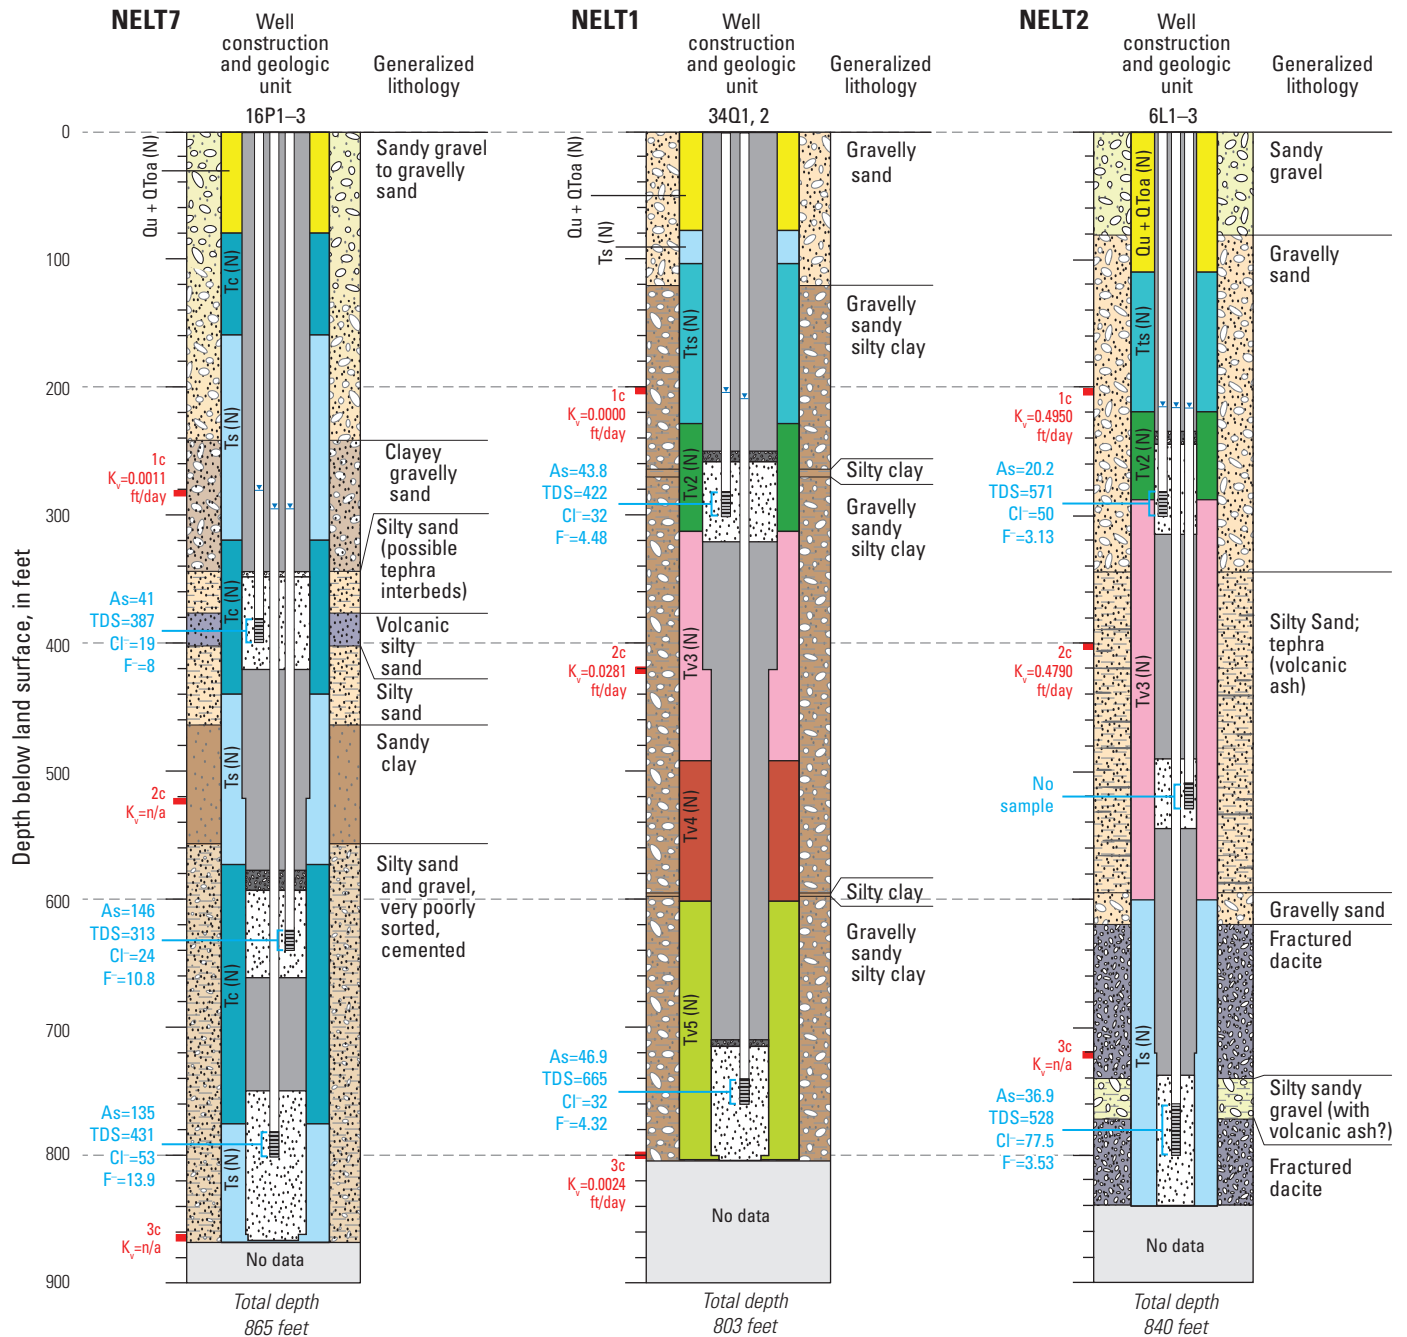 NELT7
Well
construction
and geologic
unit
16P1–3
Generalized
lithology
NELT1
Well
construction
and geologic
unit
34Q1, 2
Generalized
lithology
NELT2
Well
construction
and geologic
unit
6L1–3
Generalized
lithology
Depth below land surface, in feet
0
100
200
300
400
500
600
700
800
900
Qu + QToa (N)
Tc (N)
Ts (N)
Tc (N)
Ts (N)
Tc (N)
Ts (N)
Sandy gravel
to gravelly
sand
Clayey
gravelly
sand
Silty sand
(possible
tephra
interbeds)
Volcanic
silty
sand
Silty
sand
Sandy
clay
Silty sand
and gravel,
very poorly
sorted,
cemented
1c
Kv=0.0011
ft/day
As=41
TDS=387
Cl–=19
F–=8
2c
Kv=n/a
As=146
TDS=313
Cl–=24
F–=10.8
As=135
TDS=431
Cl–=53
F–=13.9
3c
Kv=n/a
No data
Total depth
865 feet
Qu + QToa (N)
Ts (N)
Tts (N)
Tv2 (N)
Tv3 (N)
Tv4 (N)
Tv5 (N)
Gravelly
sand
Gravelly
sandy
silty clay
Silty clay
Gravelly
sandy
silty clay
Silty clay
Gravelly
sandy
silty clay
1c
Kv=0.0000
ft/day
As=43.8
TDS=422
Cl–=32
F–=4.48
2c
Kv=0.0281
ft/day
As=46.9
TDS=665
Cl–=32
F–=4.32
3c
Kv=0.0024
ft/day
No data
Total depth
803 feet
Qu + QToa (N)
Tts (N)
Tv2 (N)
Tv3 (N)
Ts (N)
Sandy
gravel
Gravelly
sand
Silty Sand;
tephra
(volcanic
ash)
Gravelly sand
Fractured
dacite
Silty sandy
gravel (with
volcanic ash?)
Fractured
dacite
1c
Kv=0.4950
ft/day
As=20.2
TDS=571
Cl–=50
F–=3.13
2c
Kv=0.4790
ft/day
No
sample
3c
Kv=n/a
As=36.9
TDS=528
Cl–=77.5
F–=3.53
No data
Total depth
840 feet